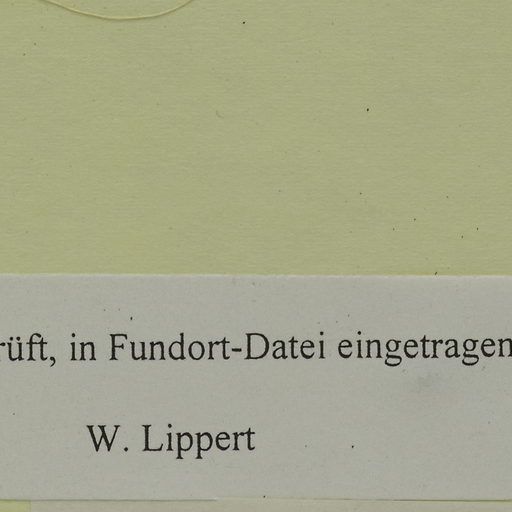 rüft, in Fundort-Datei eingetragen
W. Lippert